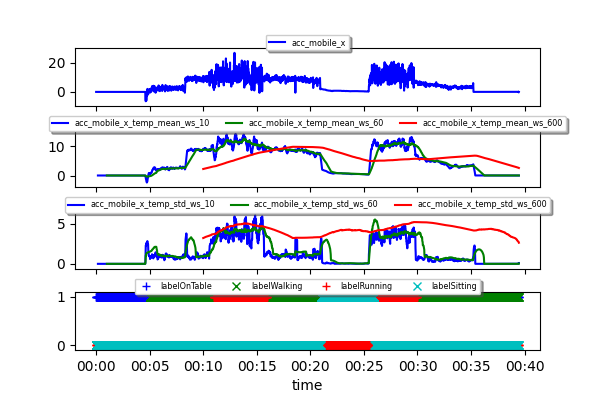 acc_mobile_x
20
0
acc_mobile_x_temp_mean_ws_10 acc_mobile_x_temp_mean_ws_60 acc_mobile_x_temp_mean_ws_600
10
0
acc_mobile_x_temp_std_ws_10 acc_mobile_x_temp_std_ws_60 acc_mobile_x_temp_std_ws_600
5
0
labelOnTable labelWalking labelRunning labelSitting
1
0
00:00 00:05 00:10 00:15 00:20 00:25 00:30 00:35 00:40
time